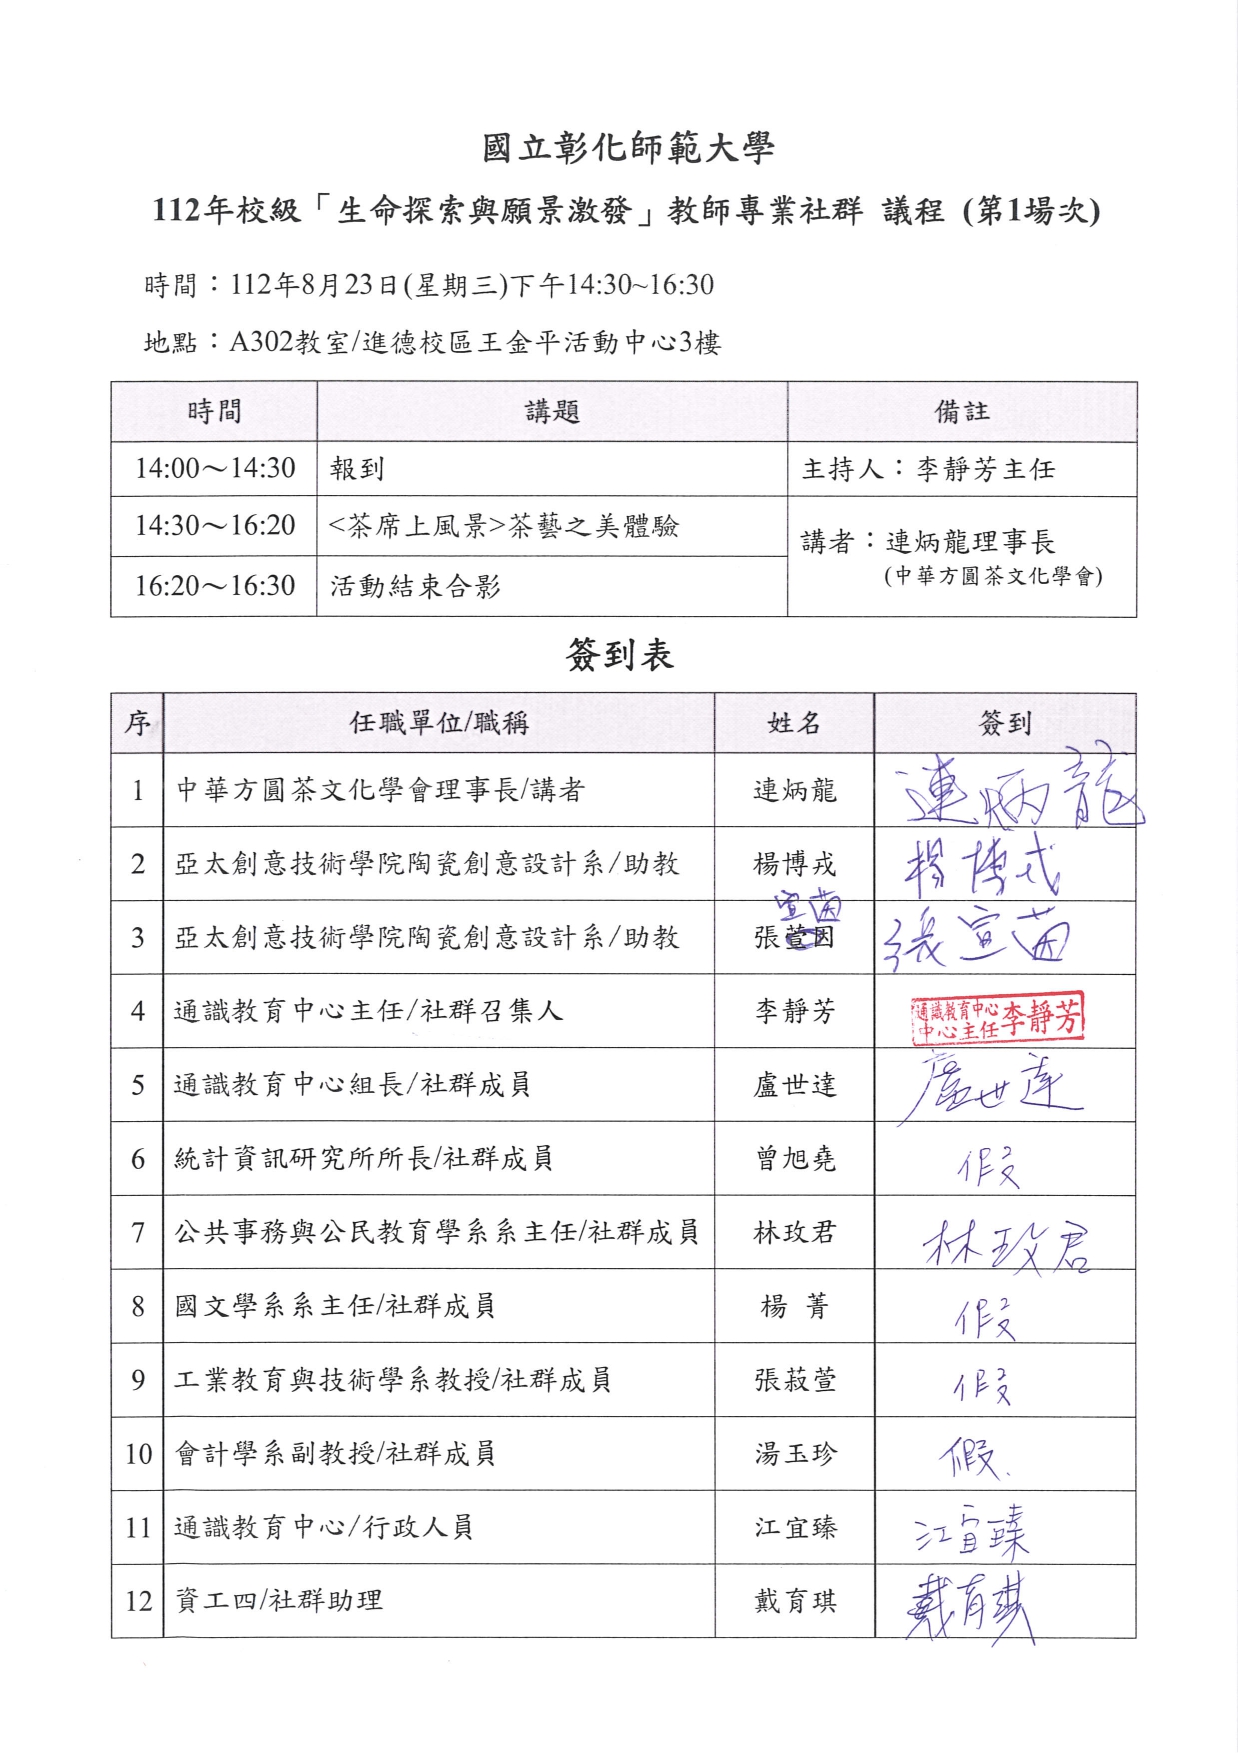 國立彰化師範大學
112年校級「生命探索與願景激發」教師專業社群 議程 (第1場次)
時間：112年8月23日(星期三)下午14:30~16:30
地點：A302教室/進德校區王金平活動中心3樓
時間 講題 備註
14:00～14:30 報到 主持人：李靜芳主任
14:30～16:20 <茶席上風景>茶藝之美體驗 講者：連炳龍理事長
(中華方圓茶文化學會)
16:20～16:30 活動結束合影
簽到表
序 任職單位/職稱 姓名 簽到
1 中華方圓茶文化學會理事長/講者 連炳龍 連炳龍
2 亞太創意技術學院陶瓷創意設計系/助教 楊博戎 楊博戎
宣茵
3 亞太創意技術學院陶瓷創意設計系/助教 張萱因 張宣茵
4 通識教育中心主任/社群召集人 李靜芳 通識教育中心中心主任李靜芳
5 通識教育中心組長/社群成員 盧世達 盧世達
6 統計資訊研究所所長/社群成員 曾旭堯 假
7 公共事務與公民教育學系系主任/社群成員 林玫君 林玫君
8 國文學系系主任/社群成員 楊 菁 假
9 工業教育與技術學系教授/社群成員 張菽萱 假
10 會計學系副教授/社群成員 湯玉珍 假
11 通識教育中心/行政人員 江宜臻 江宜臻
12 資工四/社群助理 戴育琪 戴育琪